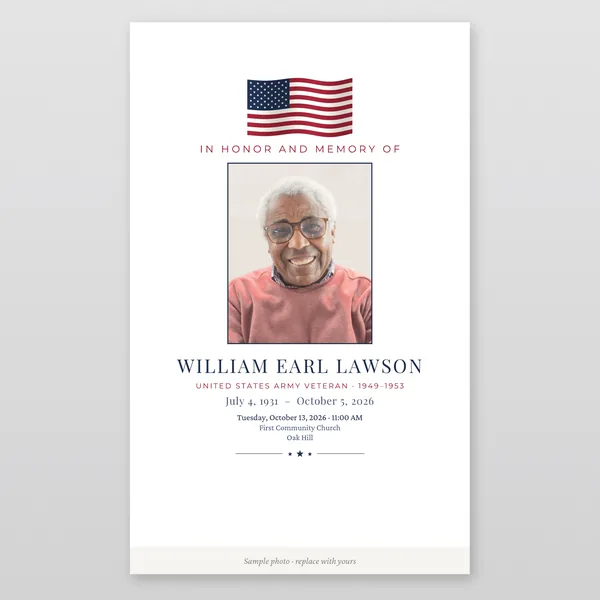 IN HONOR AND MEMORY OF
WILLIAM EARL LAWSON
UNITED STATES ARMY VETERAN · 1949–1953
July 4, 1931 – October 5, 2026
Tuesday, October 13, 2026 · 11:00 AM
First Community Church
Oak Hill
Sample photo · replace with yours